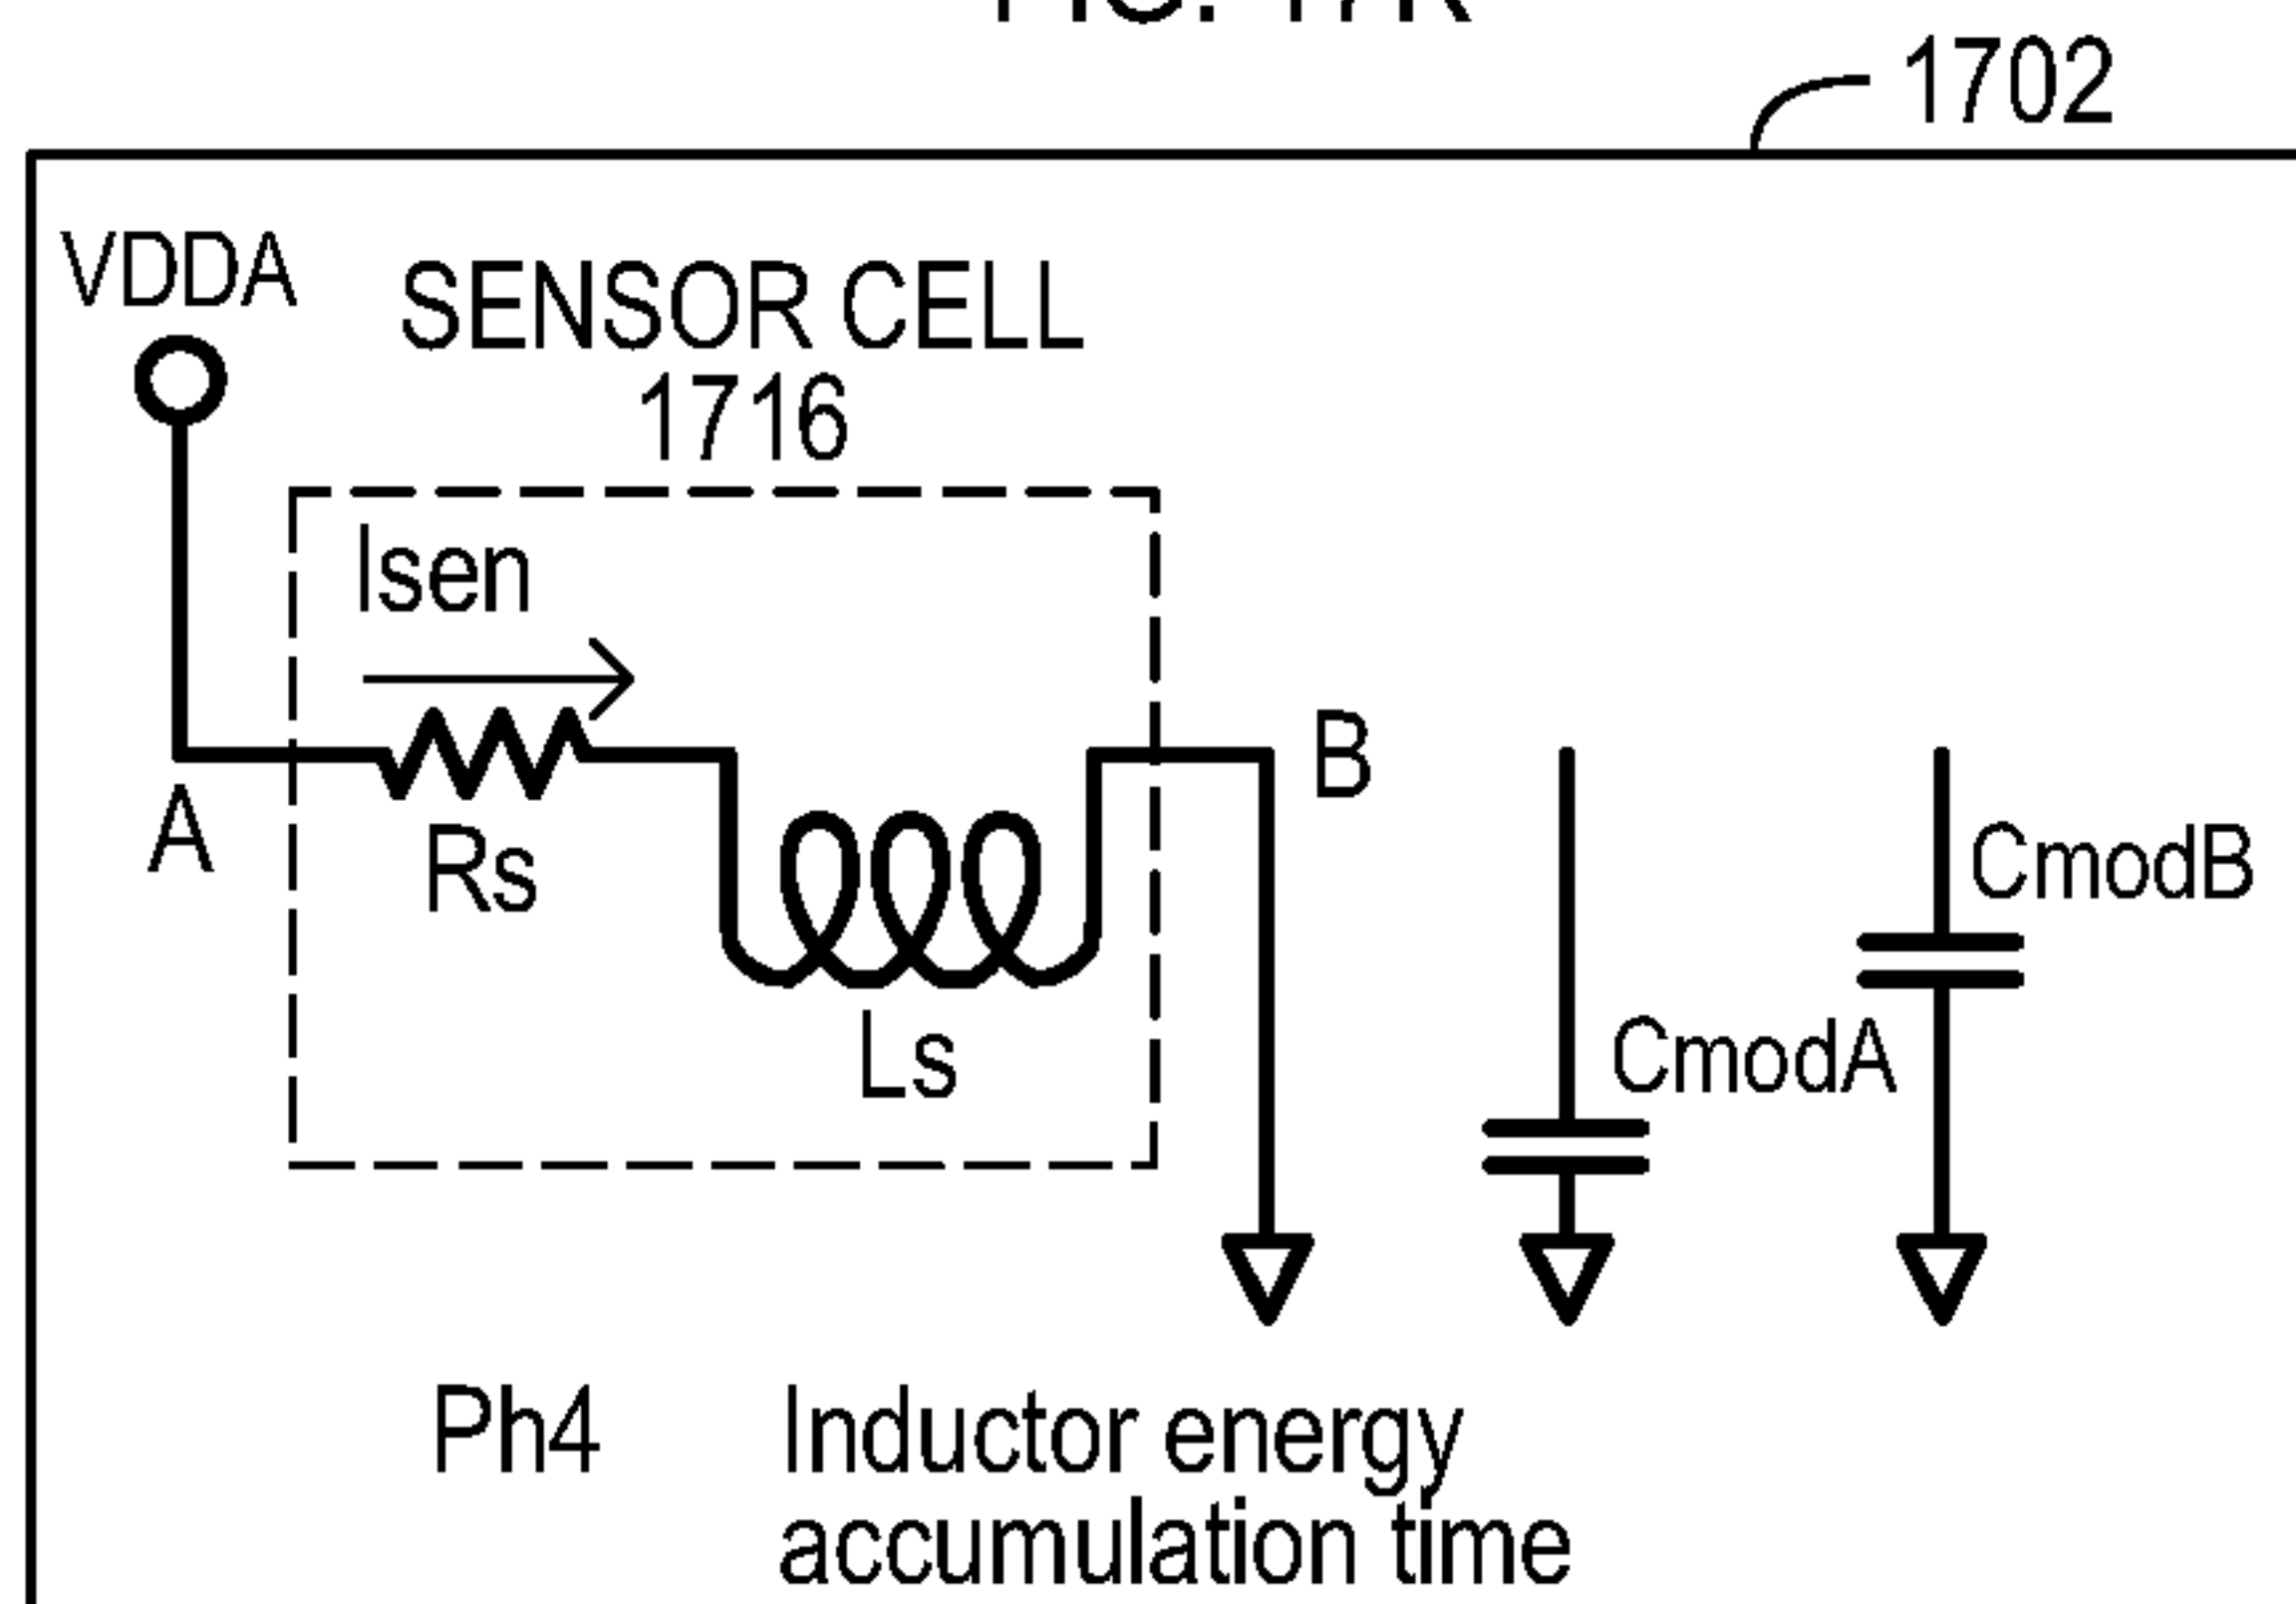 1702
VDDA
SENSOR CELL
1716
Isen
A
Rs
Ls
B
CmodA
CmodB
Ph4
Inductor energy
accumulation time